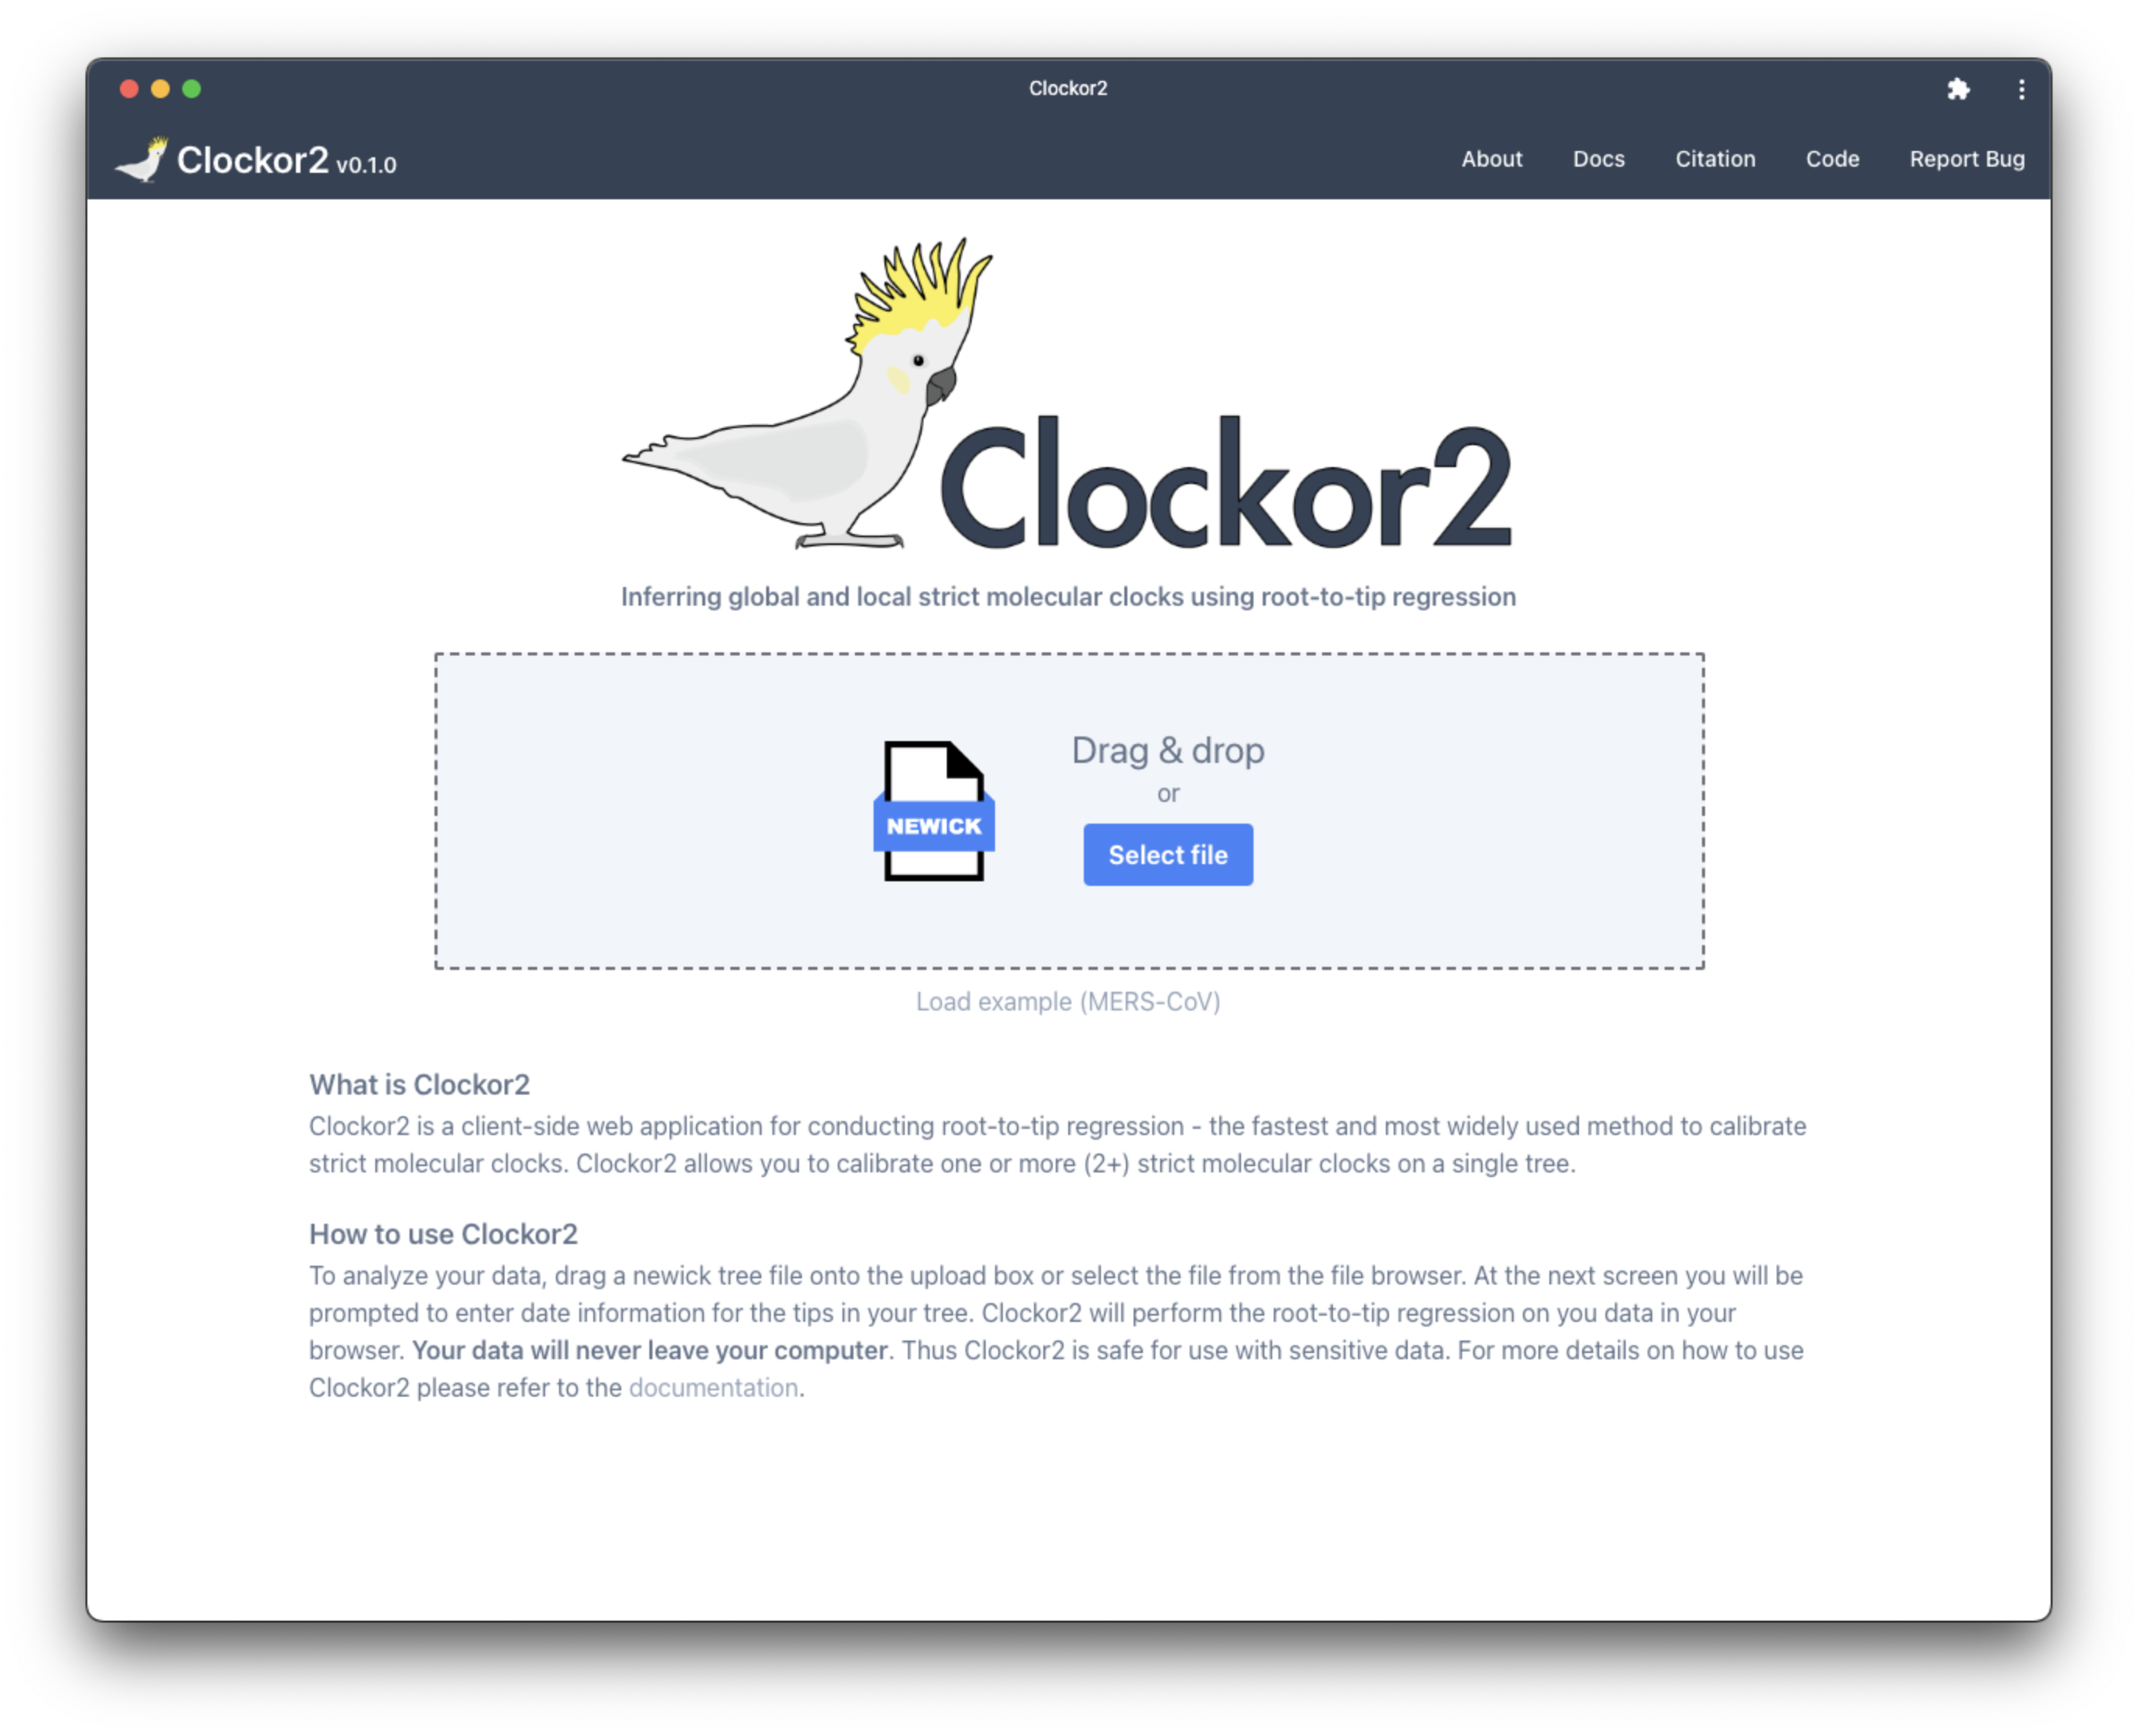 Clockor2
Clockor2 v0.1.0
About Docs Citation Code Report Bug
Clockor2
Inferring global and local strict molecular clocks using root-to-tip regression
NEWICK
Drag & drop
or
Select file
Load example (MERS-CoV)
What is Clockor2
Clockor2 is a client-side web application for conducting root-to-tip regression - the fastest and most widely used method to calibrate
strict molecular clocks. Clockor2 allows you to calibrate one or more (2+) strict molecular clocks on a single tree.
How to use Clockor2
To analyze your data, drag a newick tree file onto the upload box or select the file from the file browser. At the next screen you will be
prompted to enter date information for the tips in your tree. Clockor2 will perform the root-to-tip regression on you data in your
browser. Your data will never leave your computer. Thus Clockor2 is safe for use with sensitive data. For more details on how to use
Clockor2 please refer to the documentation.